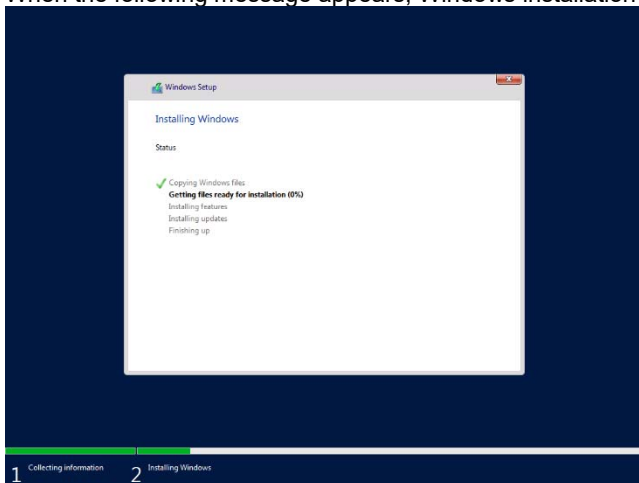 When the following message appears, Windows installation
Windows Setup
Installing Windows
Status
Copying Windows files
Getting files ready for installation (0%)
Installing features
Installing updates
Finishing up
1 Collecting information 2 Installing Windows